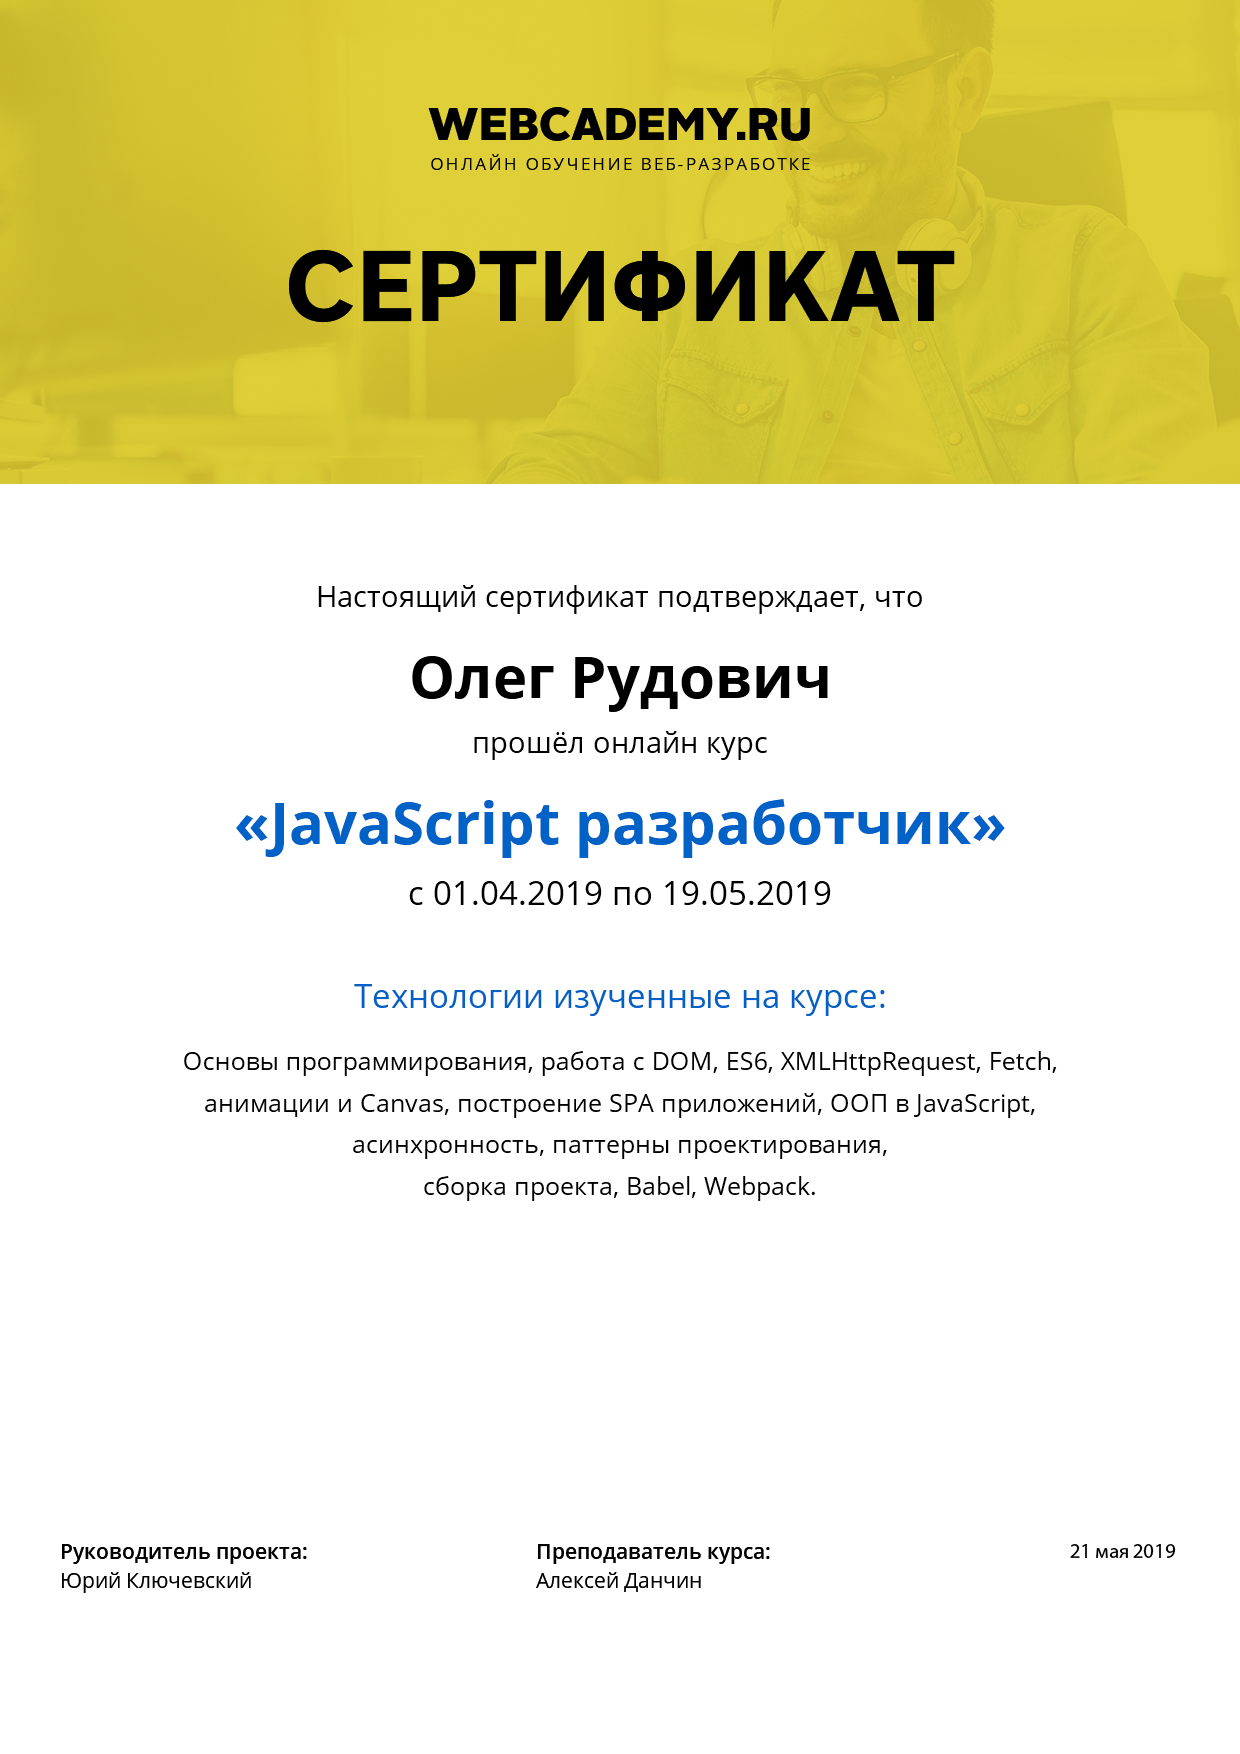 WEBCADEMY.RU
ОНЛАЙН ОБУЧЕНИЕ ВЕБ-РАЗРАБОТКЕ
СЕРТИФИКАТ
Настоящий сертификат подтверждает, что
Олег Рудович
прошёл онлайн курс
«JavaScript разработчик»
с 01.04.2019 по 19.05.2019
Технологии изученные на курсе:
Основы программирования, работа с DOM, ES6, XMLHttpRequest, Fetch,
анимации и Canvas, построение SPA приложений, ООП в JavaScript,
асинхронность, паттерны проектирования,
сборка проекта, Babel, Webpack.
Руководитель проекта:
Юрий Ключевский
Преподаватель курса:
Алексей Данчин
21 мая 2019